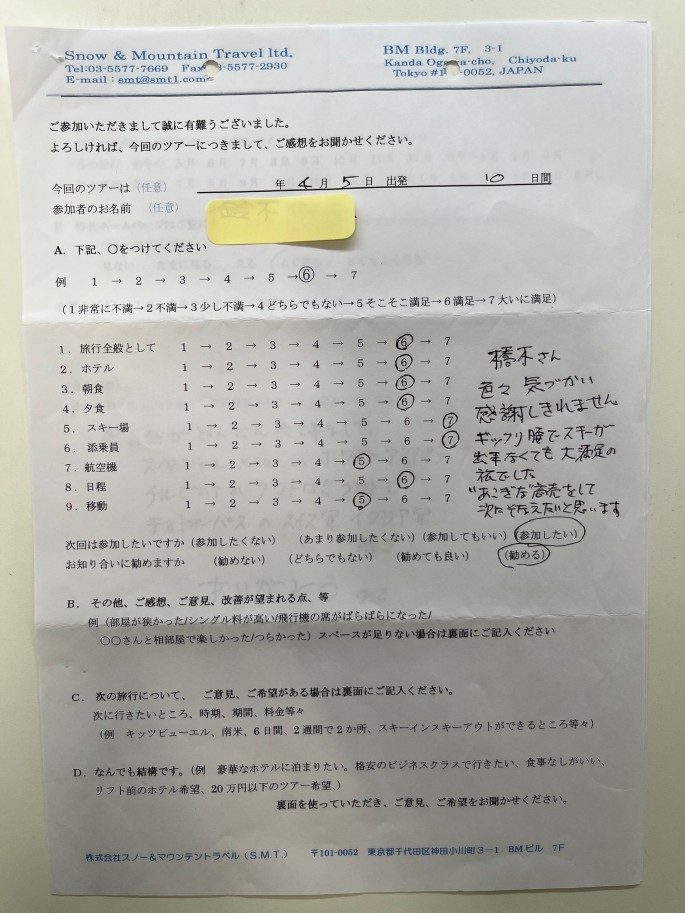 Snow & Mountain Travel ltd.
Tel:03-5577-7669 Fax 3-5577-2930
E-mail : smt@smt1.com
BM Bldg. 7F, 3-1
Kanda Ogawa-cho, Chiyoda-ku
Tokyo #1 -0052, JAPAN
ご参加いただきまして誠に有難うございました。
よろしければ、今回のツアーにつきまして、ご感想をお聞かせください。
今回のツアーは（任意） 年 4 月 5 日 出発 10 日間
参加者のお名前 （任意）
A．下記、○をつけてください
例 1 → 2 → 3 → 4 → 5 →⑥ → 7
（１非常に不満→２不満→３少し不満→４どちらでもない→５そこそこ満足→６満足→７大いに満足）
１．旅行全般として 1 → 2 → 3 → 4 → 5 → ⑥ → 7
２．ホテル 1 → 2 → 3 → 4 → 5 → ⑥ → 7
３．朝食 1 → 2 → 3 → 4 → 5 → ⑥ → 7
４．夕食 1 → 2 → 3 → 4 → 5 → ⑥ → 7
５． スキー場 1 → 2 → 3 → 4 → 5 → 6 → ⑦
６． 添乗員 1 → 2 → 3 → 4 → 5 → 6 → ⑦
７．航空機 1 → 2 → 3 → 4 → ⑤ → 6 → 7
８．日程 1 → 2 → 3 → 4 → 5 → ⑥ → 7
９．移動 1 → 2 → 3 → 4 → ⑤ → 6 → 7
橋本さん
色々 気づかい
感謝しきれません
ギックリ腰でスキーが
出来なくても 大満足の
旅でした
あこぎな商売をして
次にそなえたいと思います
次回は参加したいですか（参加したくない） （あまり参加したくない）（参加してもいい）（参加したい）
お知り合いに勧めますか （勧めない） （どちらでもない） （勧めても良い） （勧める）
B． その他、ご感想、ご意見、改善が望まれる点、等
例（部屋が狭かった/シングル料が高い/飛行機の席がばらばらになった/
○○さんと相部屋で楽しかった/つらかった）スペースが足りない場合は裏面にご記入ください
C． 次の旅行について、 ご意見、ご希望がある場合は裏面にご記入ください。
次に行きたいところ、時期、期間、料金等々
（例 キッツビューエル、南米、６日間、２週間で２か所、スキーインスキーアウトができるところ等々）
D．なんでも結構です。（例 豪華なホテルに泊まりたい。格安のビジネスクラスで行きたい、食事なしがいい、
リフト前のホテル希望、20 万円以下のツアー希望、）
裏面を使っていただき、ご意見、ご希望をお聞かせください。
株式会社スノー＆マウンテントラベル（S.M.T.） 〒101-0052 東京都千代田区神田小川町３－１ BM ビル 7F